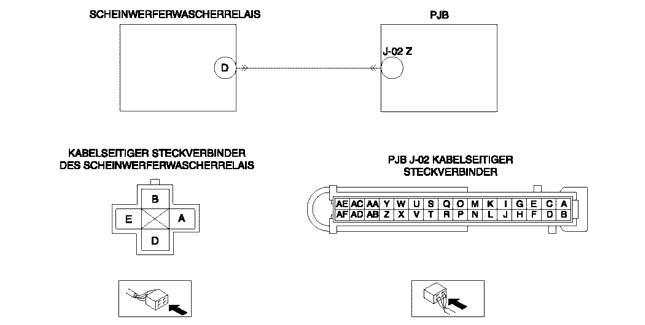 SCHEINWERFERWASCHERRELAIS PJB
D J-02 Z
KABELSEITIGER STECKVERBINDER
DES SCHEINWERFERWASCHERRELAIS
PJB J-02 KABELSEITIGER
STECKVERBINDER
B
E A
D
AE AC AA Y W U S Q O M K I G E C A
AF AD AB Z X V T R P N L J H F D B